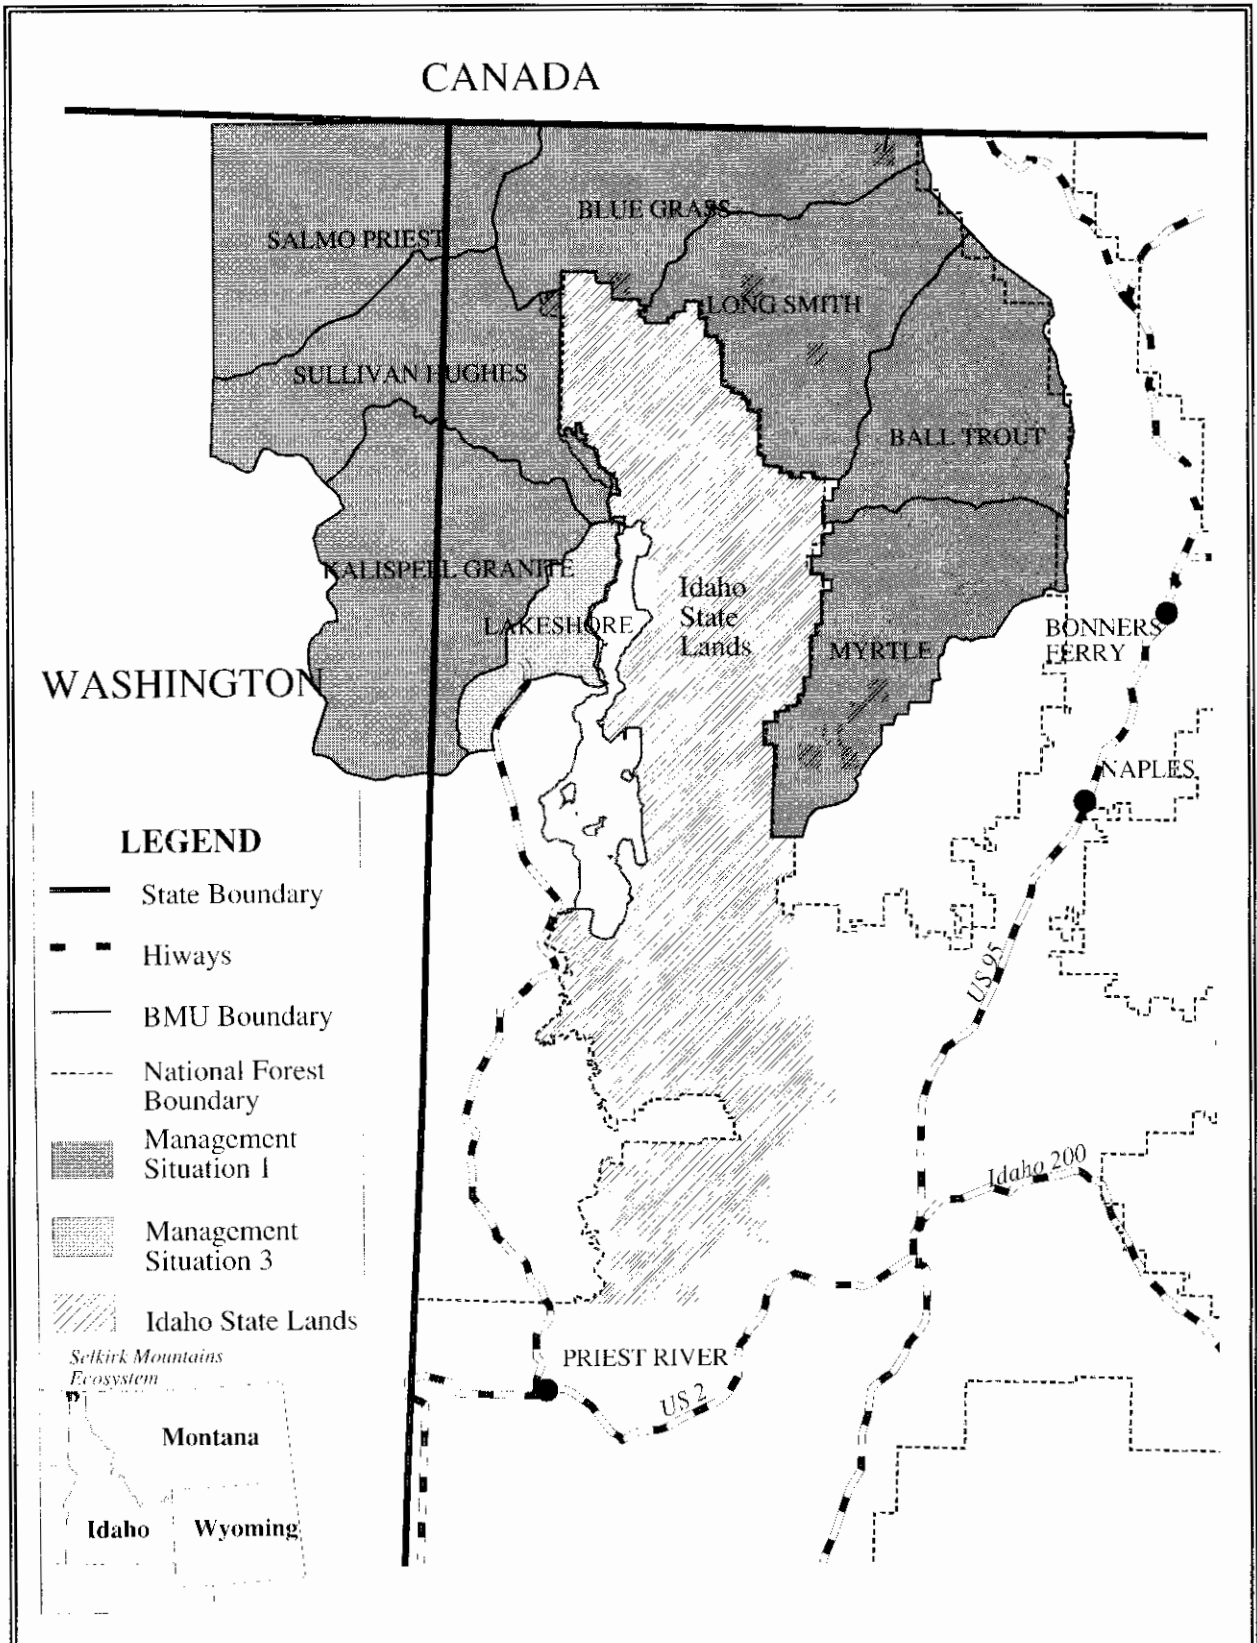 CANADA
BLUE GRASS
SALMO PRIEST
LONG SMITH
SULLIVAN HUGHES
BALL TROUT
KALISPELL GRANITE
Idaho
State
Lands
LAKESHORE
BONNERS
FERRY
MYRTLE
WASHINGTON
NAPLES
LEGEND
State Boundary
Hiways
US 95
BMU Boundary
National Forest
Boundary
Management
Situation 1
Idaho 200
Management
Situation 3
Idaho State Lands
Selkirk Mountains
Ecosystem
PRIEST RIVER
US 2
Montana
Idaho
Wyoming